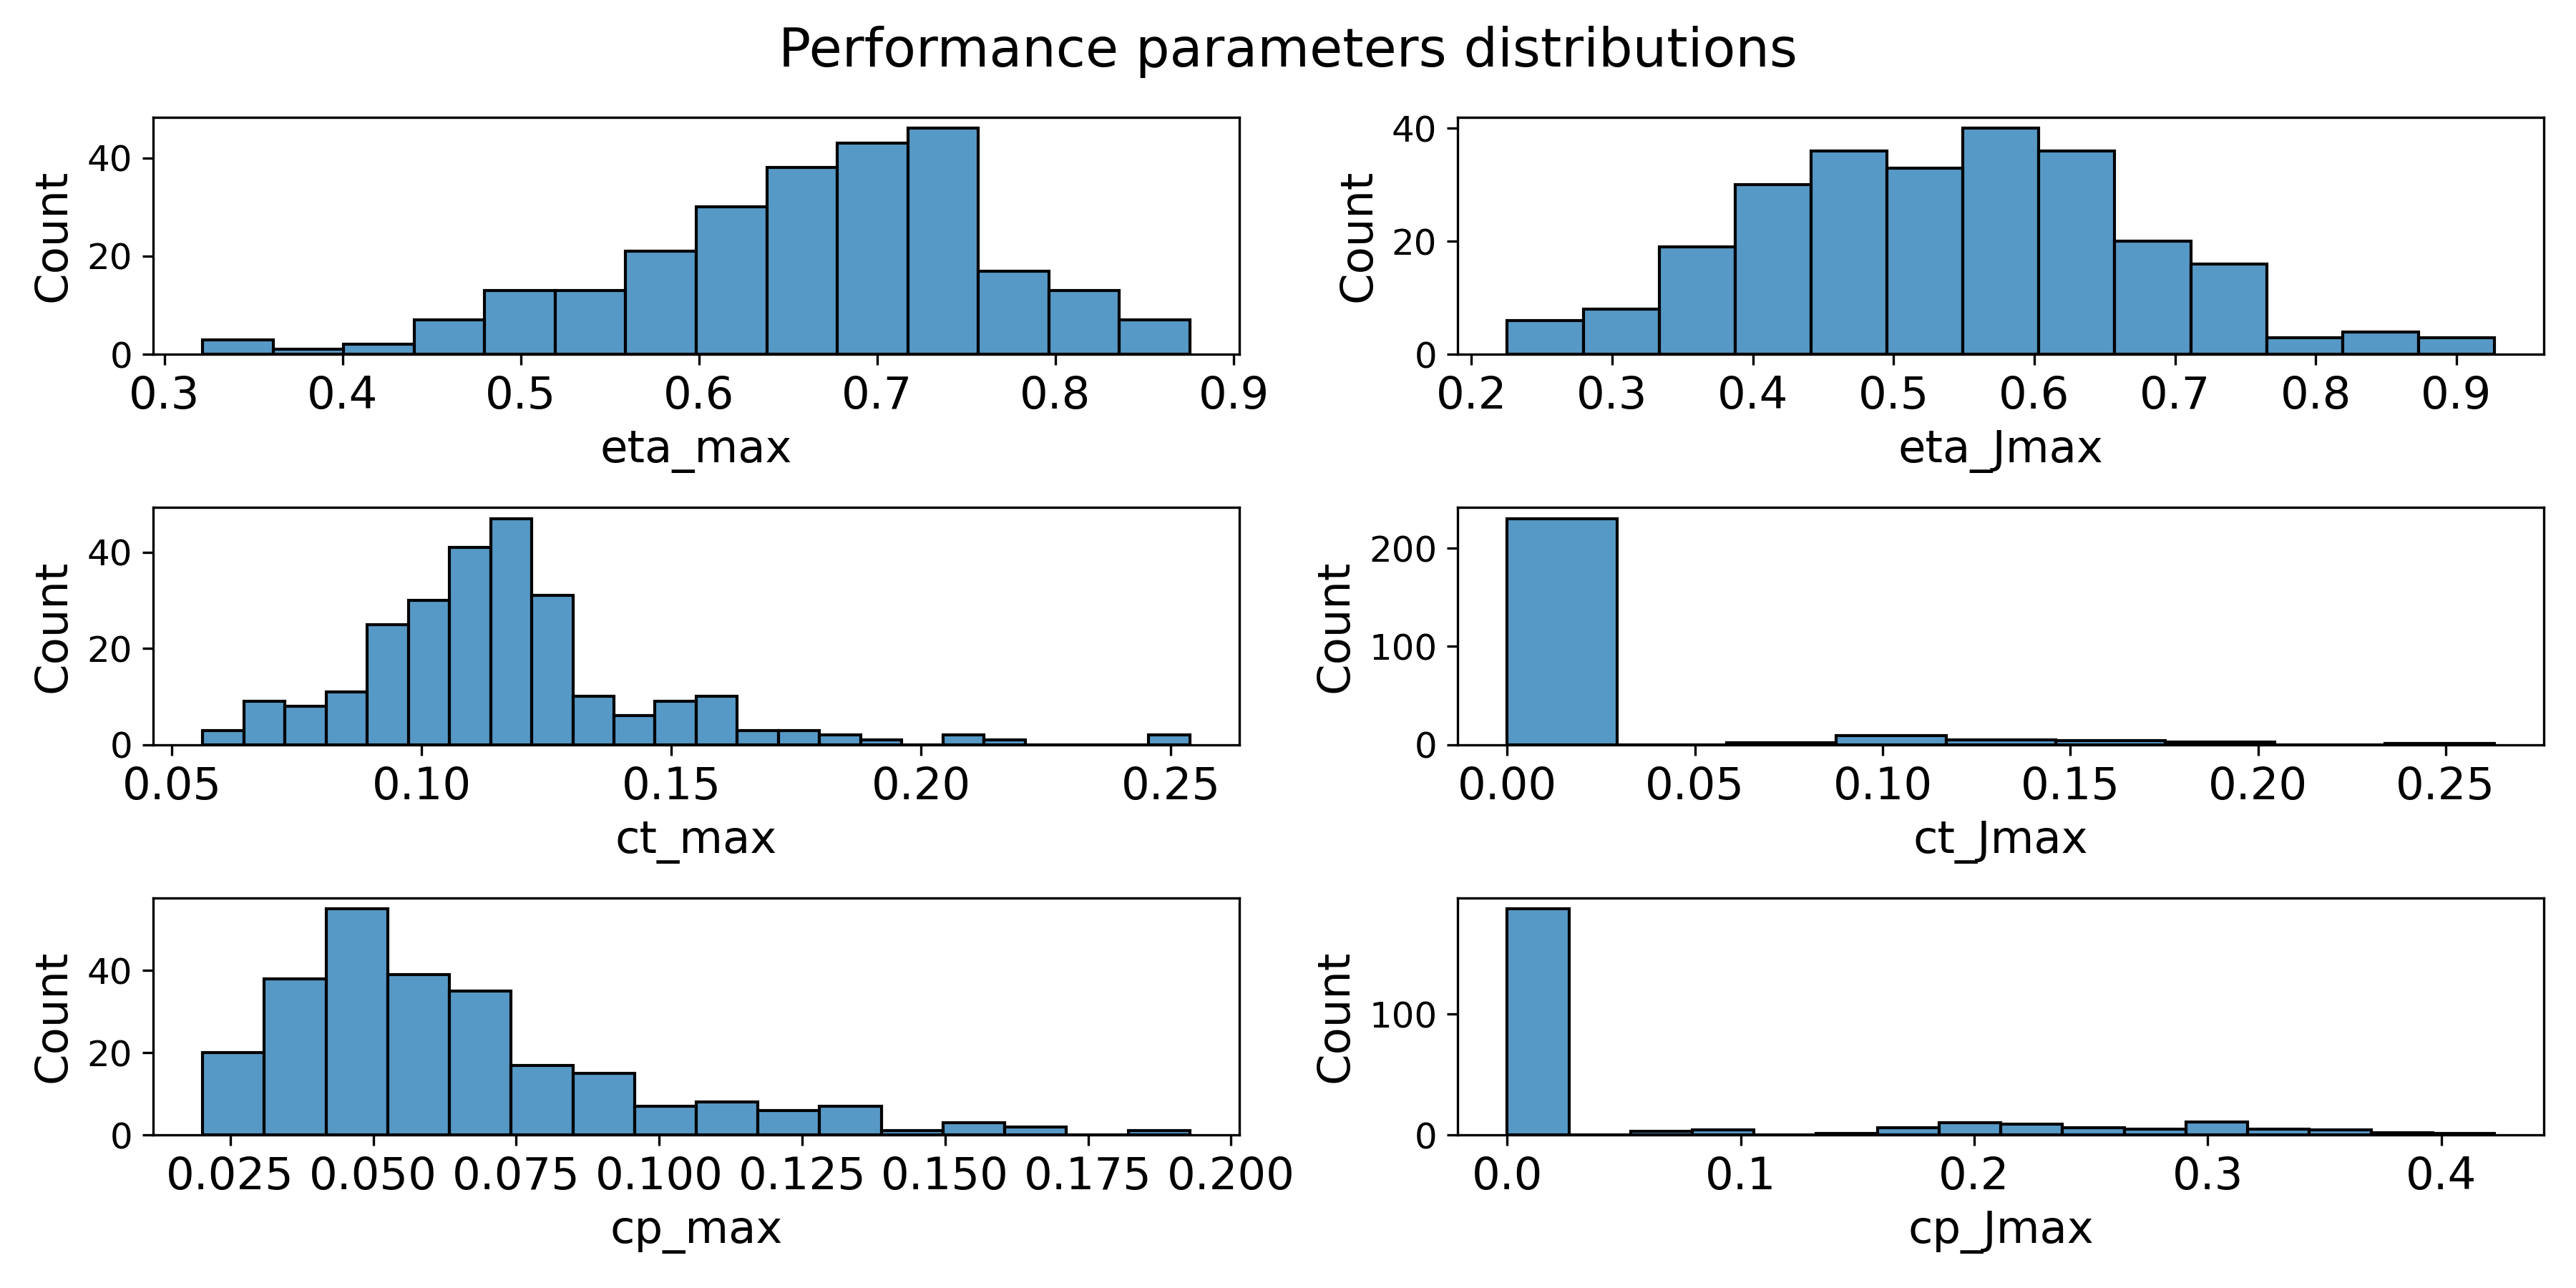 Performance parameters distributions
Count
40
20
0
0.3 0.4 0.5 0.6 0.7 0.8 0.9
eta_max
Count
40
20
0
0.2 0.3 0.4 0.5 0.6 0.7 0.8 0.9
eta_Jmax
Count
40
20
0
0.05 0.10 0.15 0.20 0.25
ct_max
Count
200
100
0
0.00 0.05 0.10 0.15 0.20 0.25
ct_Jmax
Count
40
20
0
0.025 0.050 0.075 0.100 0.125 0.150 0.175 0.200
cp_max
Count
100
0
0.0 0.1 0.2 0.3 0.4
cp_Jmax